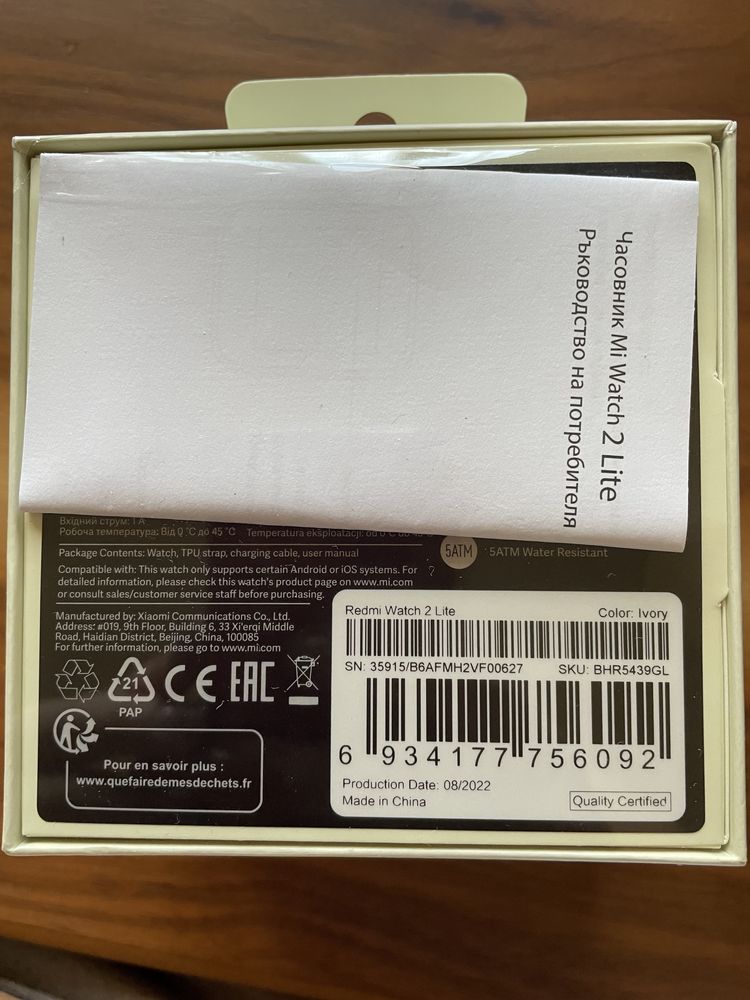 Часовник Mi Watch 2 Lite
Ръководство на потребителя
Вхідний струм: 1 A
Робоча температура: Від 0 °C до 45 °C Temperatura eksploatacji: od 0°C do 45°C
Package Contents: Watch, TPU strap, charging cable, user manual
Compatible with: This watch only supports certain Android or iOS systems. For
detailed information, please check this watch's product page on www.mi.com
or consult sales/customer service staff before purchasing.
5ATM
5ATM Water Resistant
Manufactured by: Xiaomi Communications Co., Ltd.
Address: #019, 9th Floor, Building 6, 33 Xi'erqi Middle
Road, Haidian District, Beijing, China, 100085
For further information, please go to www.mi.com
21
PAP
CE EAC
Pour en savoir plus :
www.quefairedemesdechets.fr
Redmi Watch 2 Lite Color: Ivory
SN: 35915/B6AFMH2VF00627 SKU: BHR5439GL
6 934177 756092
Production Date: 08/2022
Made in China
Quality Certified